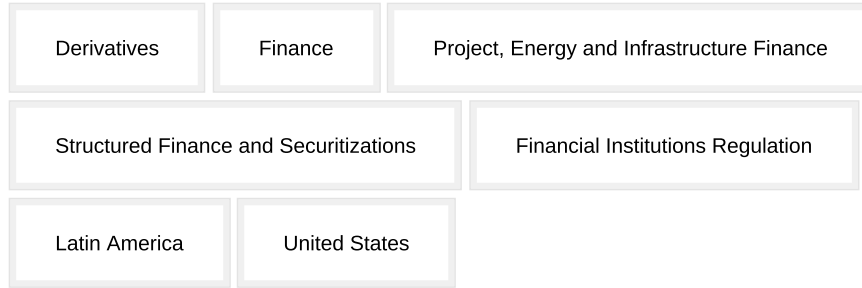 Derivatives Finance Project, Energy and Infrastructure Finance
Structured Finance and Securitizations Financial Institutions Regulation
Latin America United States